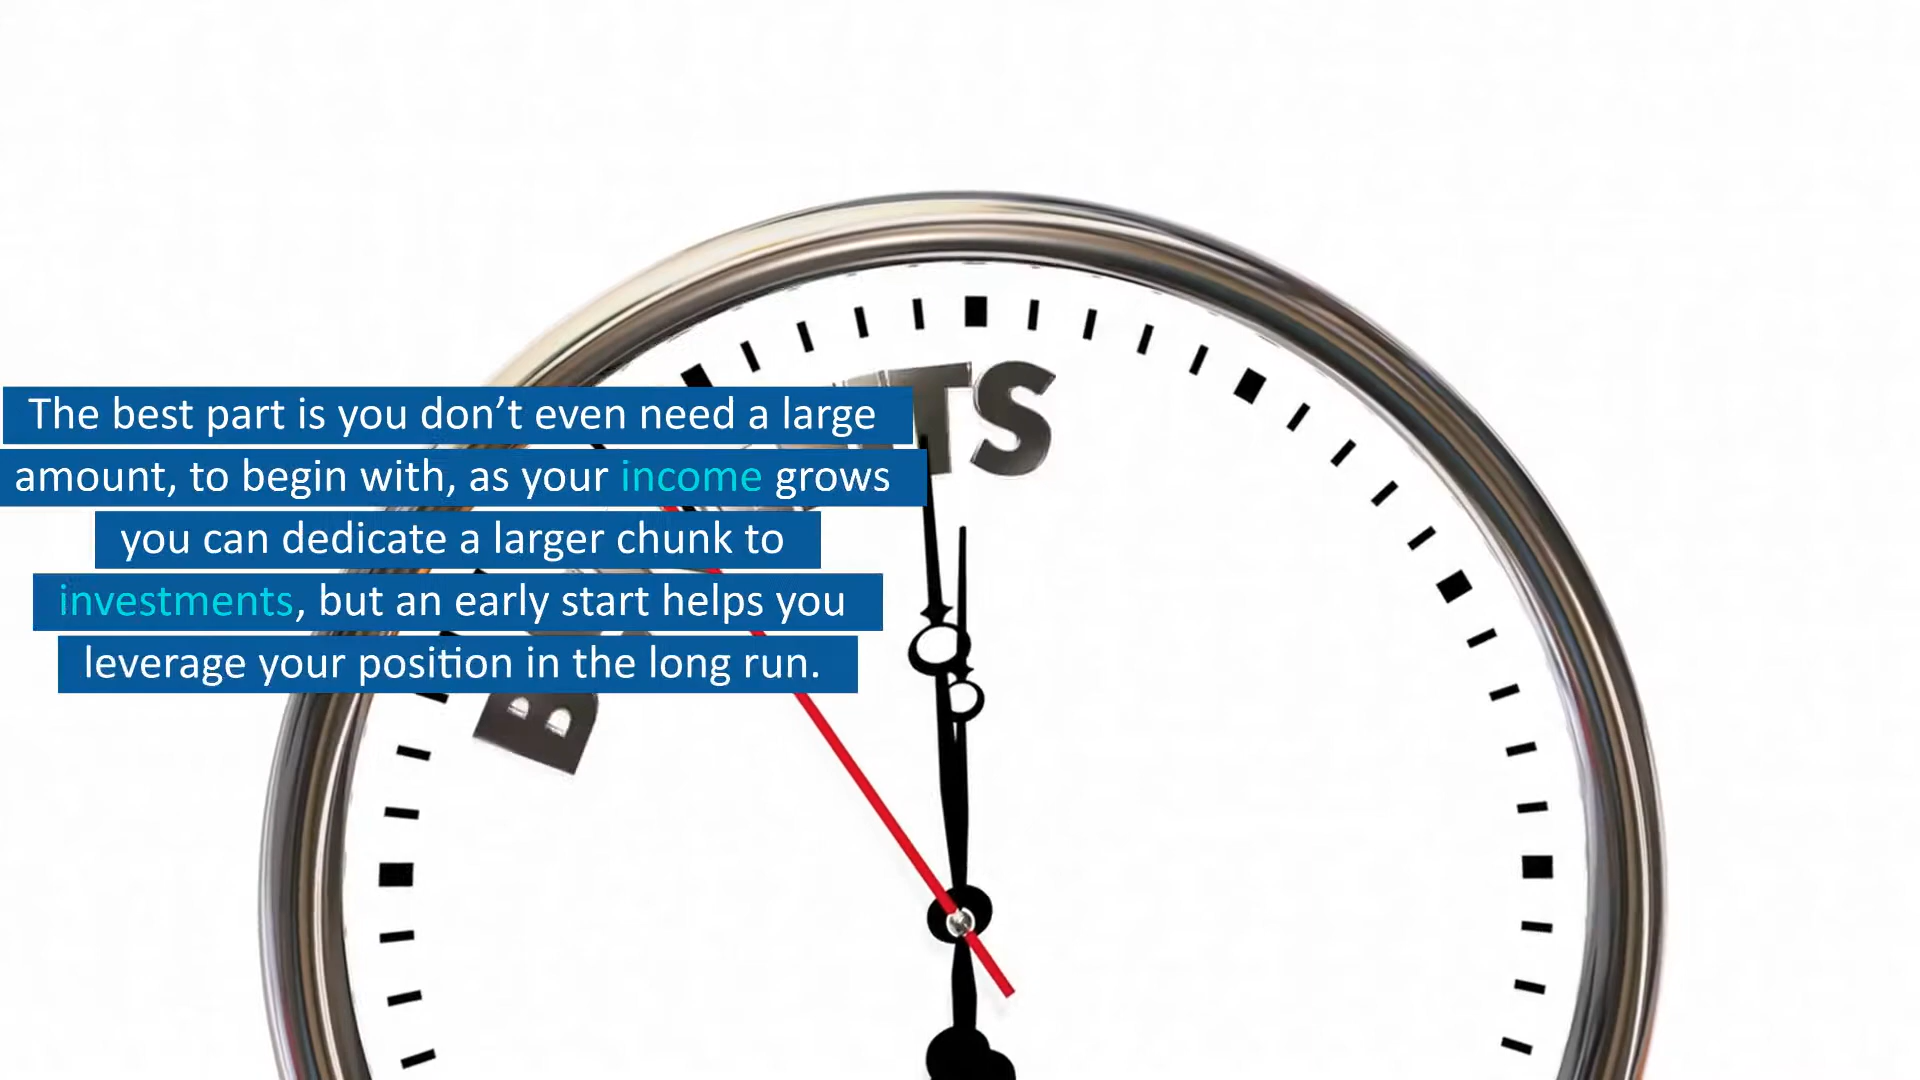 The best part is you don’t even need a large
amount, to begin with, as your income grows
you can dedicate a larger chunk to
investments, but an early start helps you
leverage your position in the long run.